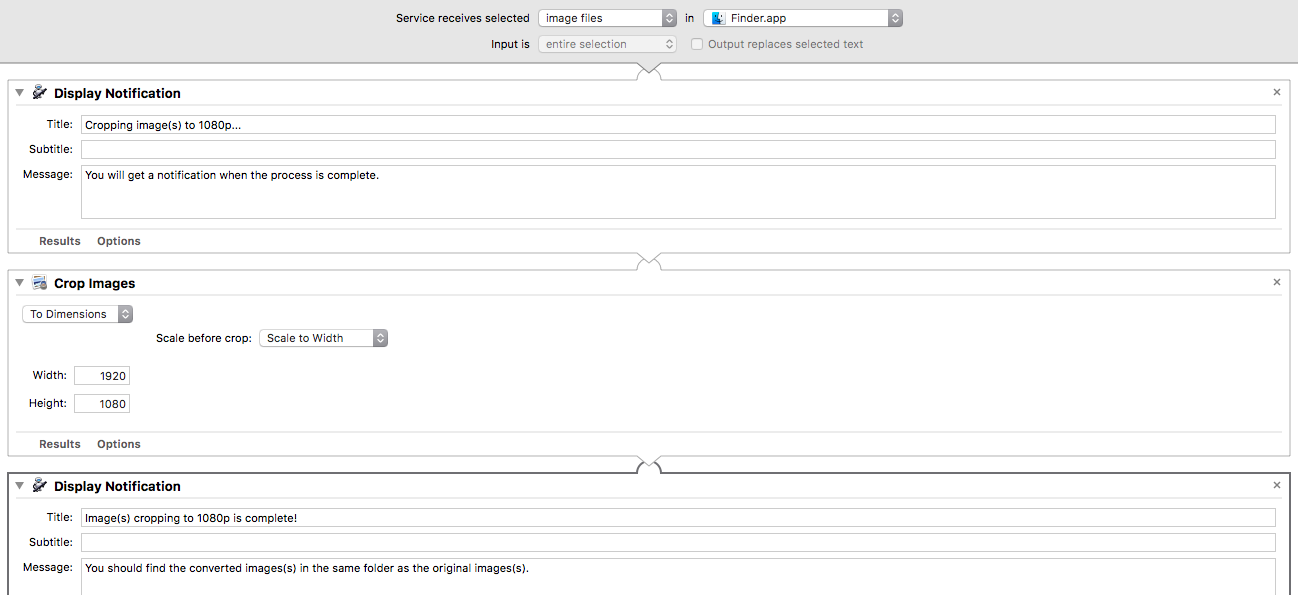 Service receives selected image files in Finder.app
Input is entire selection Output replaces selected text
Display Notification
Title: Cropping image(s) to 1080p...
Subtitle:
Message: You will get a notification when the process is complete.
Results Options
Crop Images
To Dimensions
Scale before crop: Scale to Width
Width: 1920
Height: 1080
Results Options
Display Notification
Title: Image(s) cropping to 1080p is complete!
Subtitle:
Message: You should find the converted images(s) in the same folder as the original images(s).